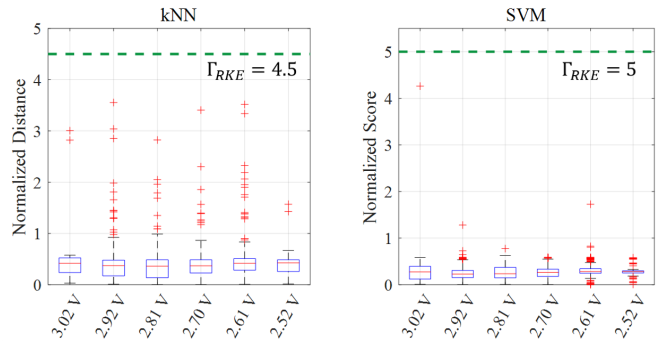 kNN
Normalized Distance
5
4
3
2
1
0
Γ_RKE = 4.5
3.02 V
2.92 V
2.81 V
2.70 V
2.61 V
2.52 V
SVM
Normalized Score
5
4
3
2
1
0
Γ_RKE = 5
3.02 V
2.92 V
2.81 V
2.70 V
2.61 V
2.52 V